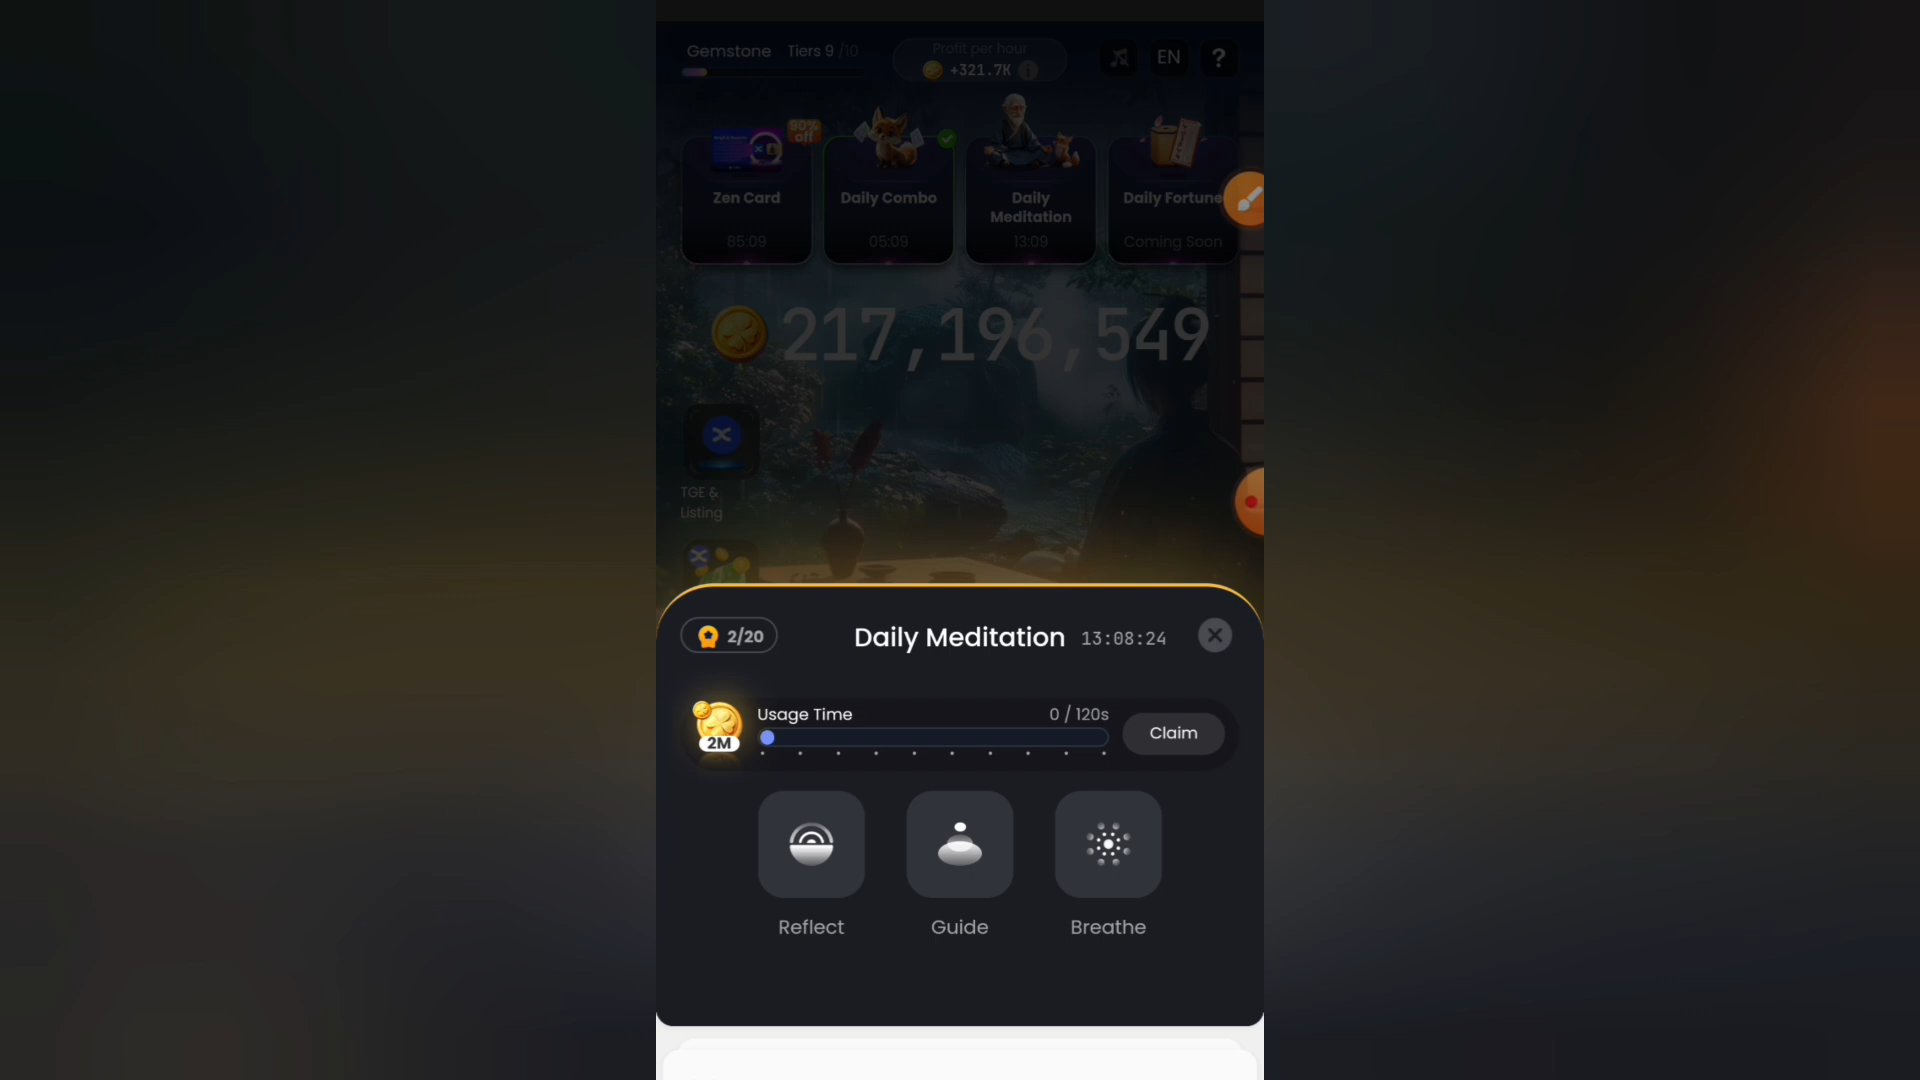 Gemstone Tiers 9 /10
Profit per hour
+321.7K
EN
?
90% off
Zen Card
85:09
Daily Combo
05:09
Daily Meditation
13:09
Daily Fortune
Coming Soon
217,196,549
TGE &
Listing
2/20
Daily Meditation 13:08:24
Usage Time 0 / 120s
2M
Claim
Reflect
Guide
Breathe